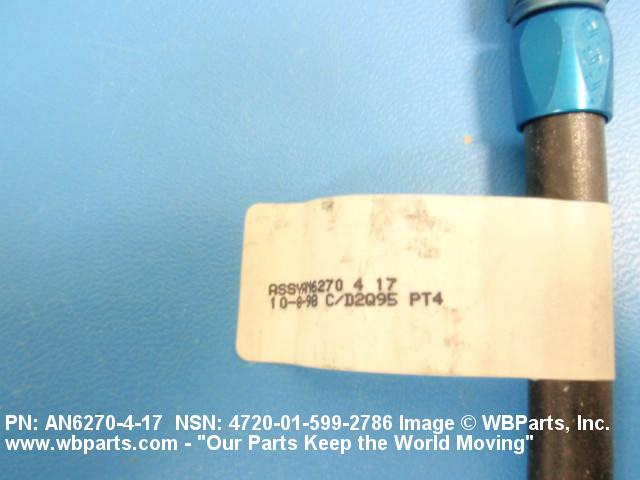 ASSYAN6270 4 17
10-6-98 C/D2Q95 PT4
PN: AN6270-4-17 NSN: 4720-01-599-2786 Image © WBParts, Inc.
www.wbparts.com - "Our Parts Keep the World Moving"